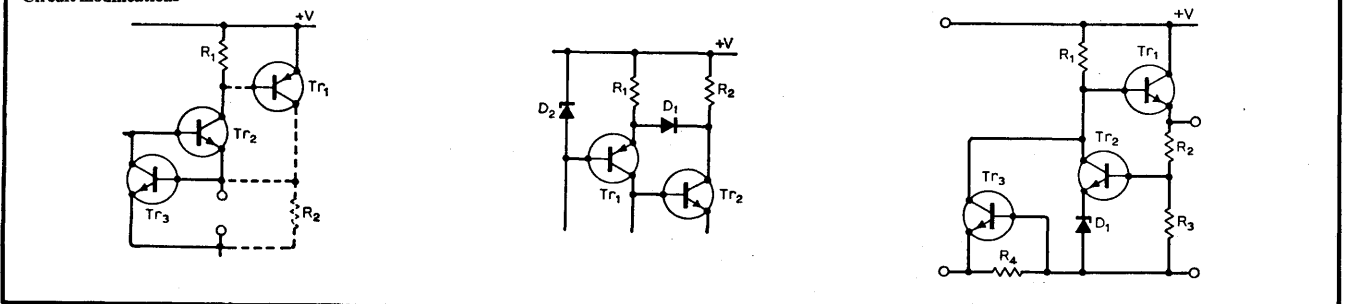 Circuit modifications
+V
R1
Tr1
Tr2
Tr3
R2
+V
D2
R1
D1
R2
Tr1
Tr2
+V
R1
Tr1
Tr2
R2
Tr3
D1
R3
R4